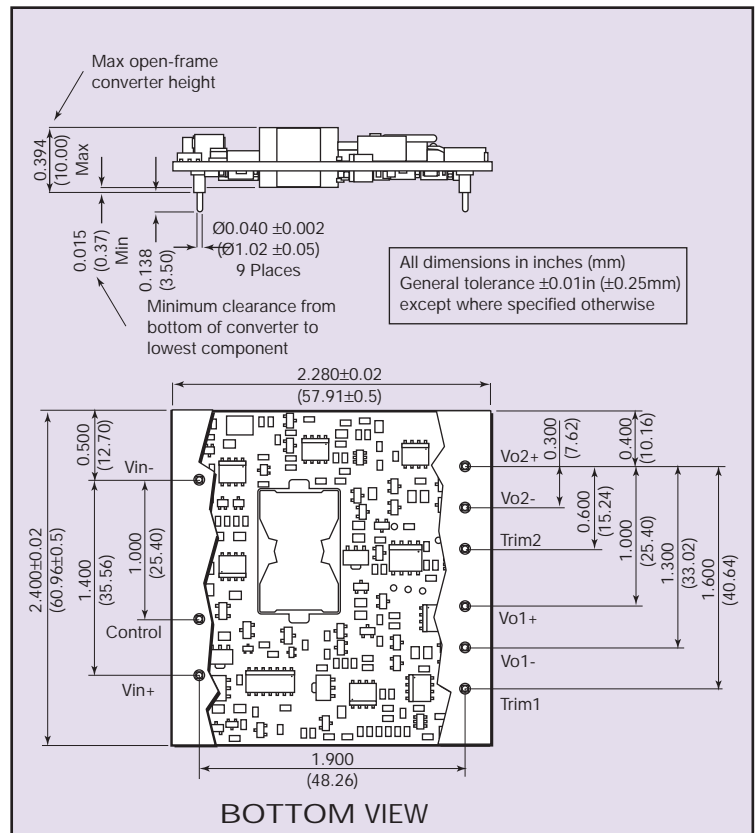 Max open-frame
converter height
0.394
(10.00)
Max
0.015
(0.37)
Min
0.138
(3.50)
Ø0.040 ±0.002
(Ø1.02 ±0.05)
9 Places
Minimum clearance from
bottom of converter to
lowest component
All dimensions in inches (mm)
General tolerance ±0.01in (±0.25mm)
except where specified otherwise
2.280±0.02
(57.91±0.5)
2.400±0.02
(60.96±0.5)
0.500
(12.70)
1.400
(35.56)
1.000
(25.40)
Vin-
Control
Vin+
0.300
(7.62)
0.400
(10.16)
Vo2+
Vo2-
Trim2
Vo1+
Vo1-
Trim1
0.600
(15.24)
1.000
(25.40)
1.300
(33.02)
1.600
(40.64)
1.900
(48.26)
BOTTOM VIEW